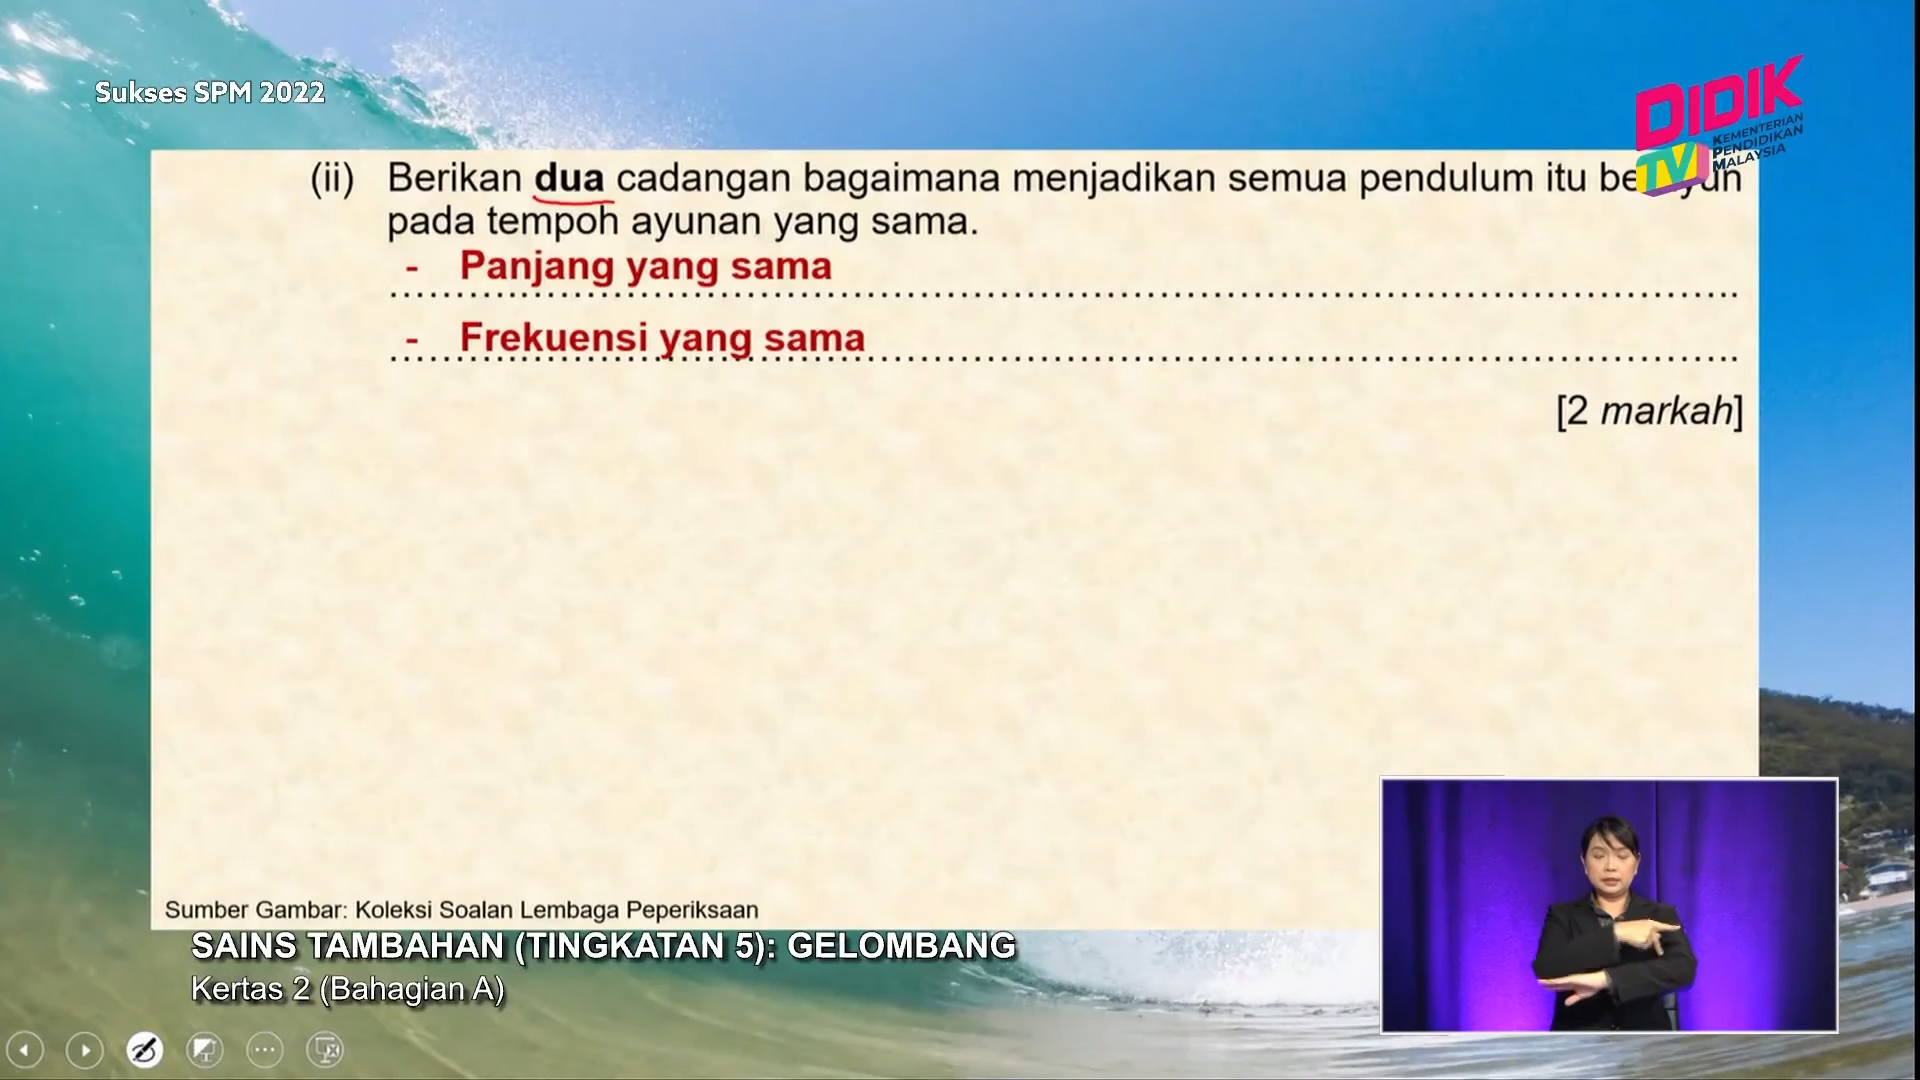 Sukses SPM 2022
DIDIK
TV
KEMENTERIAN
PENDIDIKAN
MALAYSIA
(ii) Berikan dua cadangan bagaimana menjadikan semua pendulum itu
pada tempoh ayunan yang sama.
- Panjang yang sama
- Frekuensi yang sama
[2 markah]
Sumber Gambar: Koleksi Soalan Lembaga Peperiksaan
SAINS TAMBAHAN (TINGKATAN 5): GELOMBANG
Kertas 2 (Bahagian A)